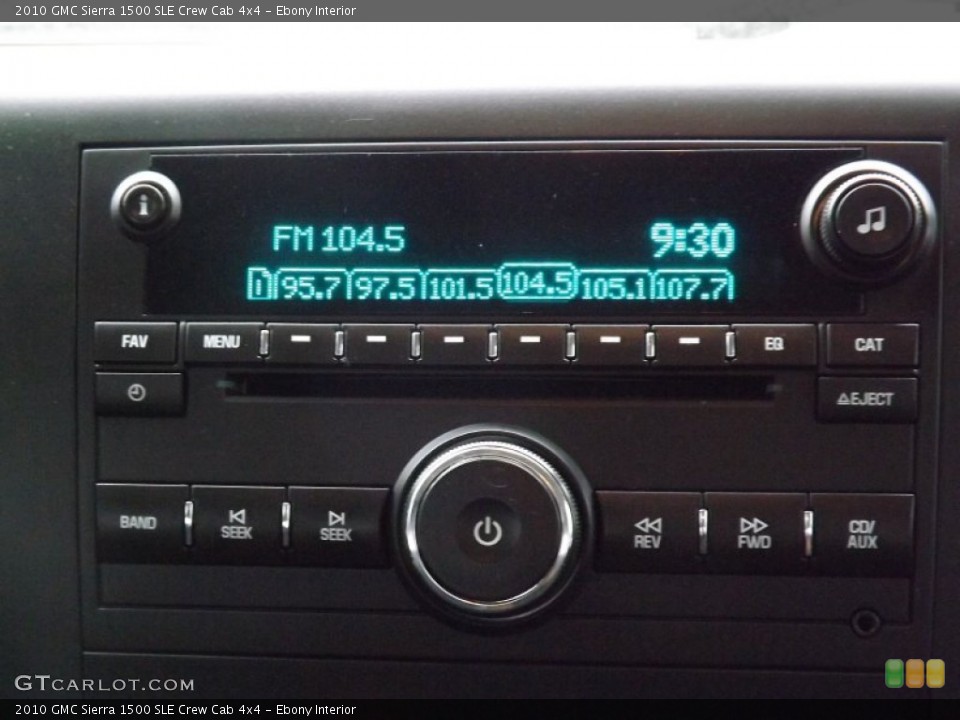 2010 GMC Sierra 1500 SLE Crew Cab 4x4 - Ebony Interior
i
FM 104.5 9:30
1 95.7 97.5 101.5 104.5 105.1 107.7
FAV MENU EQ CAT
EJECT
BAND SEEK SEEK REV FWD CD/AUX
GTCARLOT.COM
2010 GMC Sierra 1500 SLE Crew Cab 4x4 - Ebony Interior